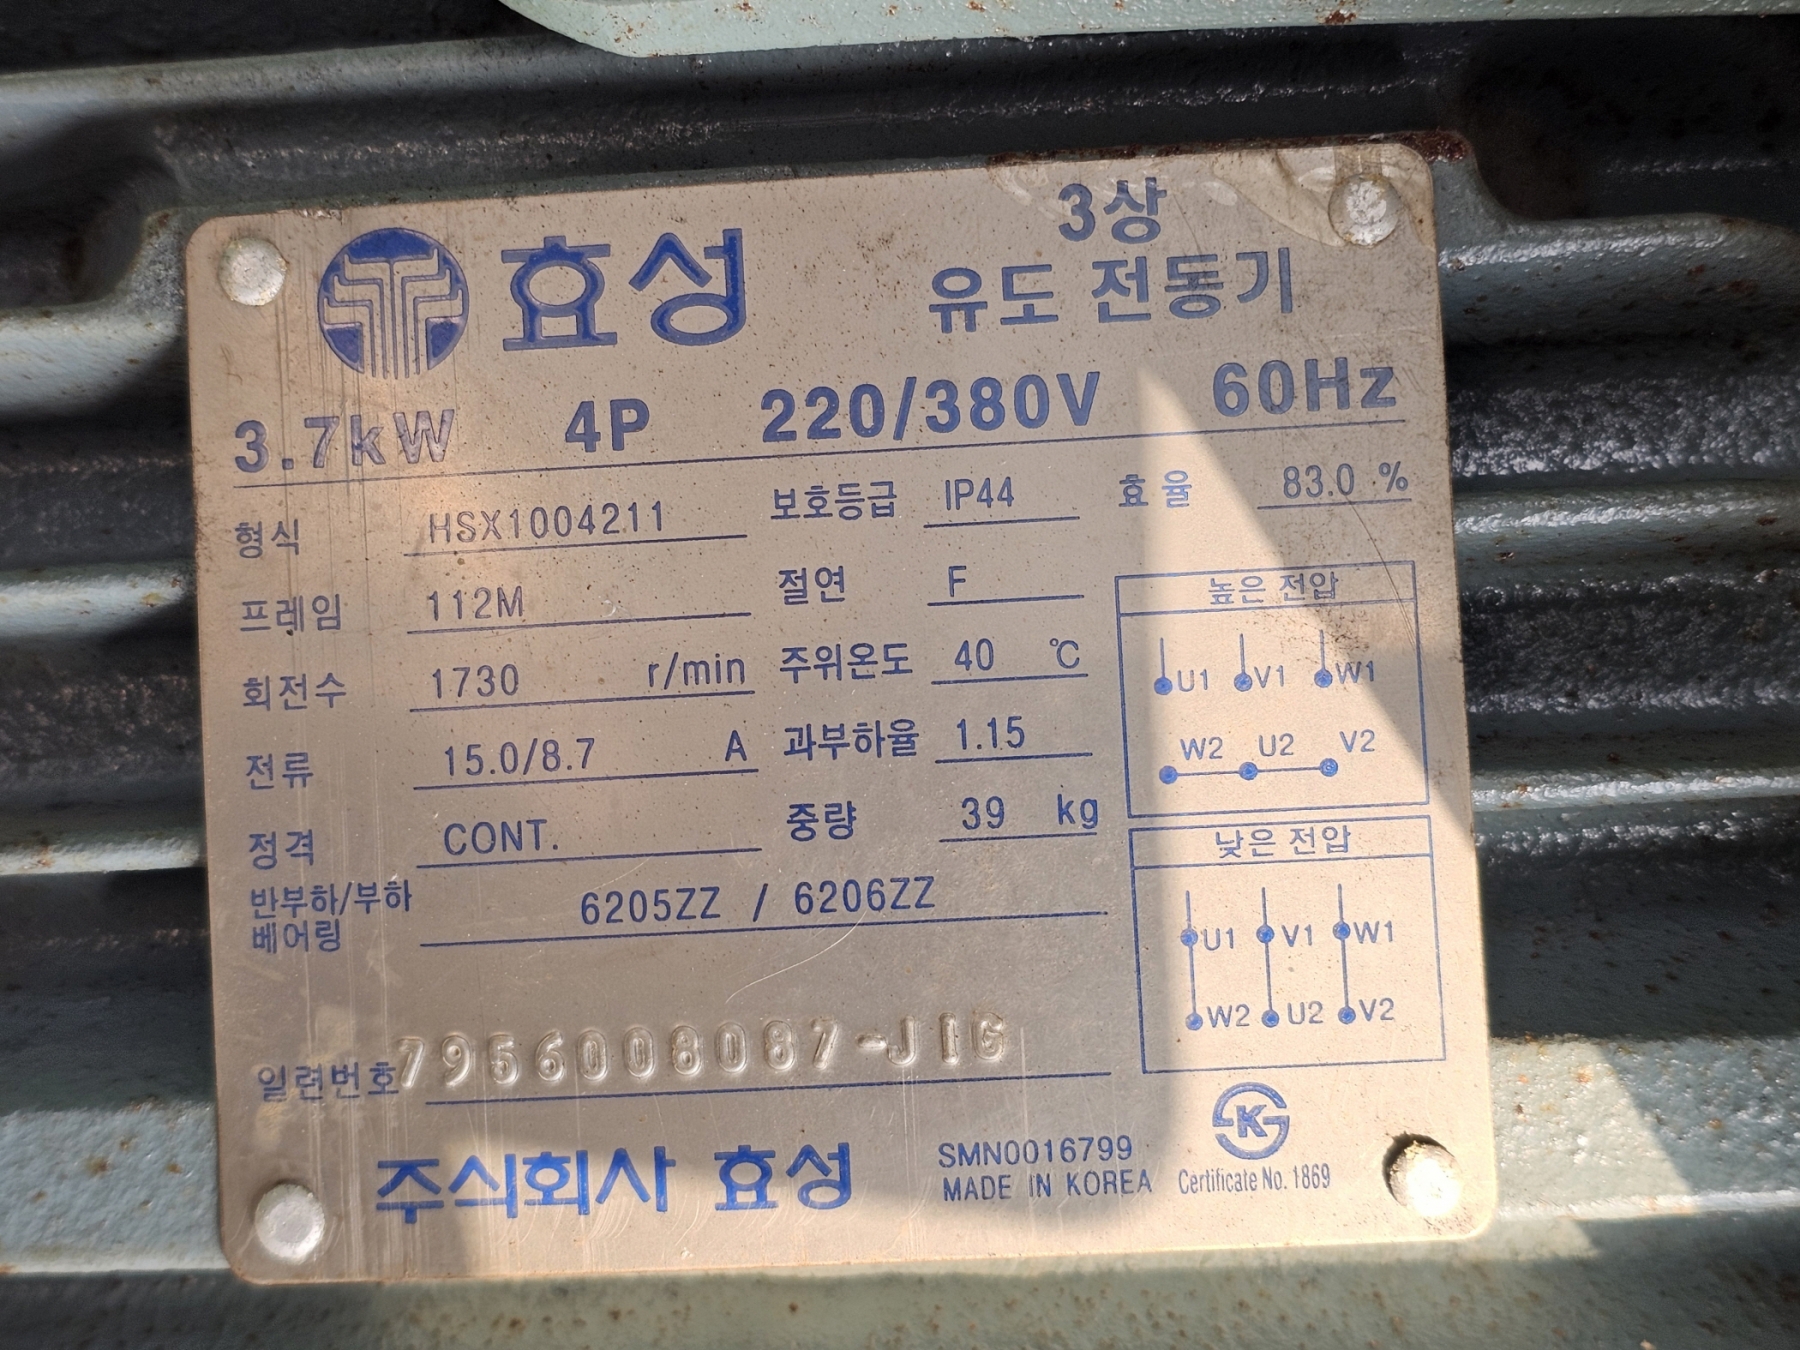 효성
3상
유도 전동기
3.7kW 4P 220/380V 60Hz
형식 HSX1004211 보호등급 IP44 효율 83.0 %
프레임 112M 절연 F
회전수 1730 r/min 주위온도 40 ℃
전류 15.0/8.7 A 과부하율 1.15
정격 CONT. 중량 39 kg
반부하/부하
베어링 6205ZZ / 6206ZZ
높은 전압
U1 V1 W1
W2 U2 V2
낮은 전압
U1 V1 W1
W2 U2 V2
일련번호 7956008087-JIG
주식회사 효성
SMN0016799
MADE IN KOREA
K
Certificate No. 1869